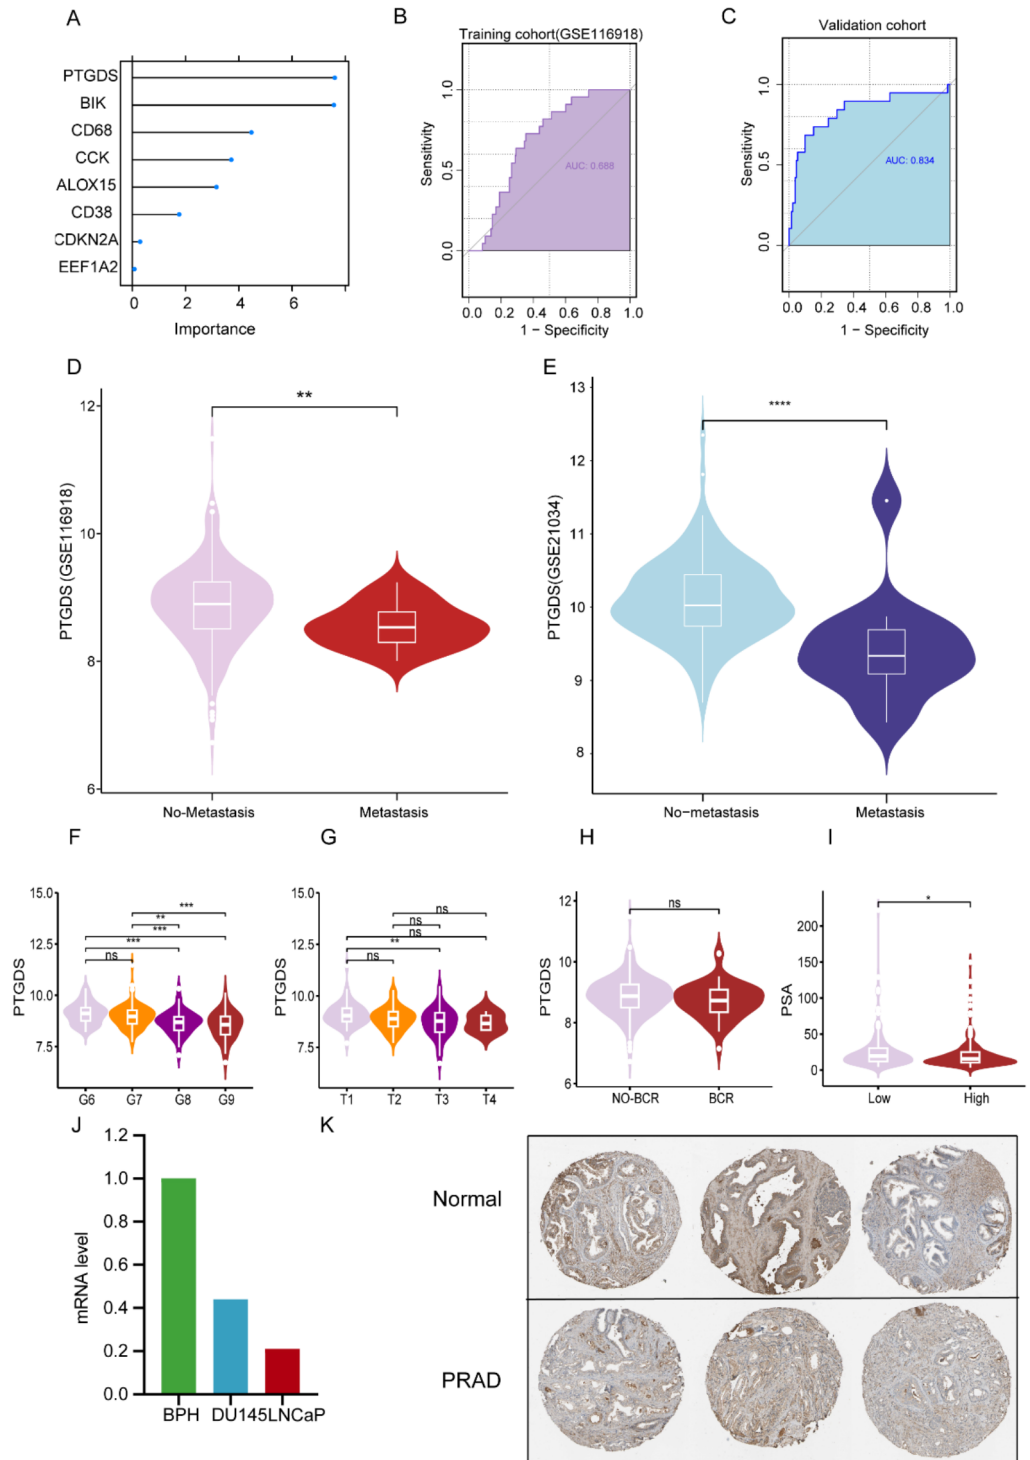 A
PTGDS
BIK
CD68
CCK
ALOX15
CD38
CDKN2A
EEF1A2
0 2 4 6
Importance
B
Training cohort(GSE116918)
Sensitivity
0.0 0.5 1.0
AUC: 0.688
0.0 0.2 0.4 0.6 0.8 1.0
1 − Specificity
C
Validation cohort
Sensitivity
0.0 0.5 1.0
AUC: 0.834
0.0 0.2 0.4 0.6 0.8 1.0
1 − Specificity
D
PTGDS (GSE116918)
12
10
8
6
**
No-Metastasis Metastasis
E
PTGDS(GSE21034)
13
12
11
10
9
8
****
No−metastasis Metastasis
F
PTGDS
15.0
12.5
10.0
7.5
***
**
***
***
ns
G6 G7 G8 G9
G
PTGDS
15.0
12.5
10.0
7.5
ns
ns
ns
**
ns
T1 T2 T3 T4
H
PTGDS
12
10
8
6
ns
NO-BCR BCR
I
PSA
200
150
100
50
0
*
Low High
J
mRNA level
1.2
1.0
0.8
0.6
0.4
0.2
0.0
BPH DU145LNCaP
K
Normal
PRAD